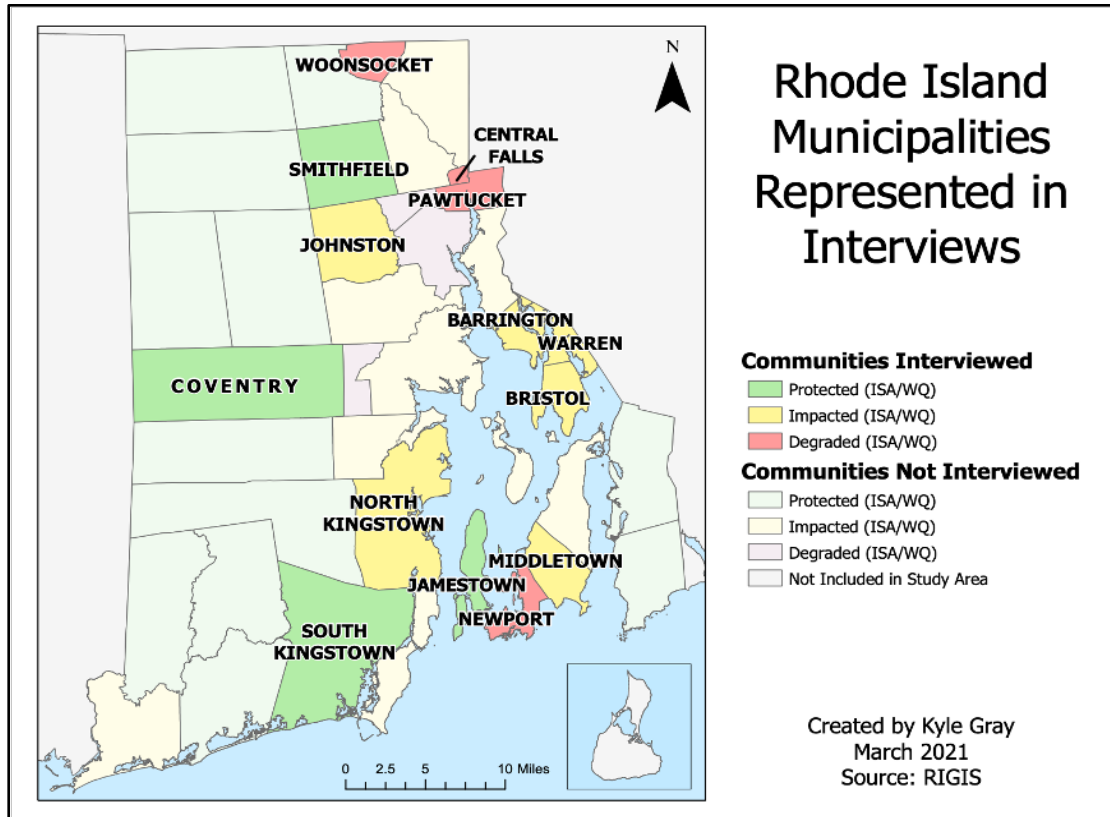 Rhode Island
Municipalities
Represented in
Interviews
N
WOONSOCKET
CENTRAL
FALLS
SMITHFIELD
PAWTUCKET
JOHNSTON
BARRINGTON
WARREN
COVENTRY
BRISTOL
NORTH
KINGSTOWN
MIDDLETOWN
JAMESTOWN
NEWPORT
SOUTH
KINGSTOWN
0 2.5 5 10 Miles
Communities Interviewed
Protected (ISA/WQ)
Impacted (ISA/WQ)
Degraded (ISA/WQ)
Communities Not Interviewed
Protected (ISA/WQ)
Impacted (ISA/WQ)
Degraded (ISA/WQ)
Not Included in Study Area
Created by Kyle Gray
March 2021
Source: RIGIS